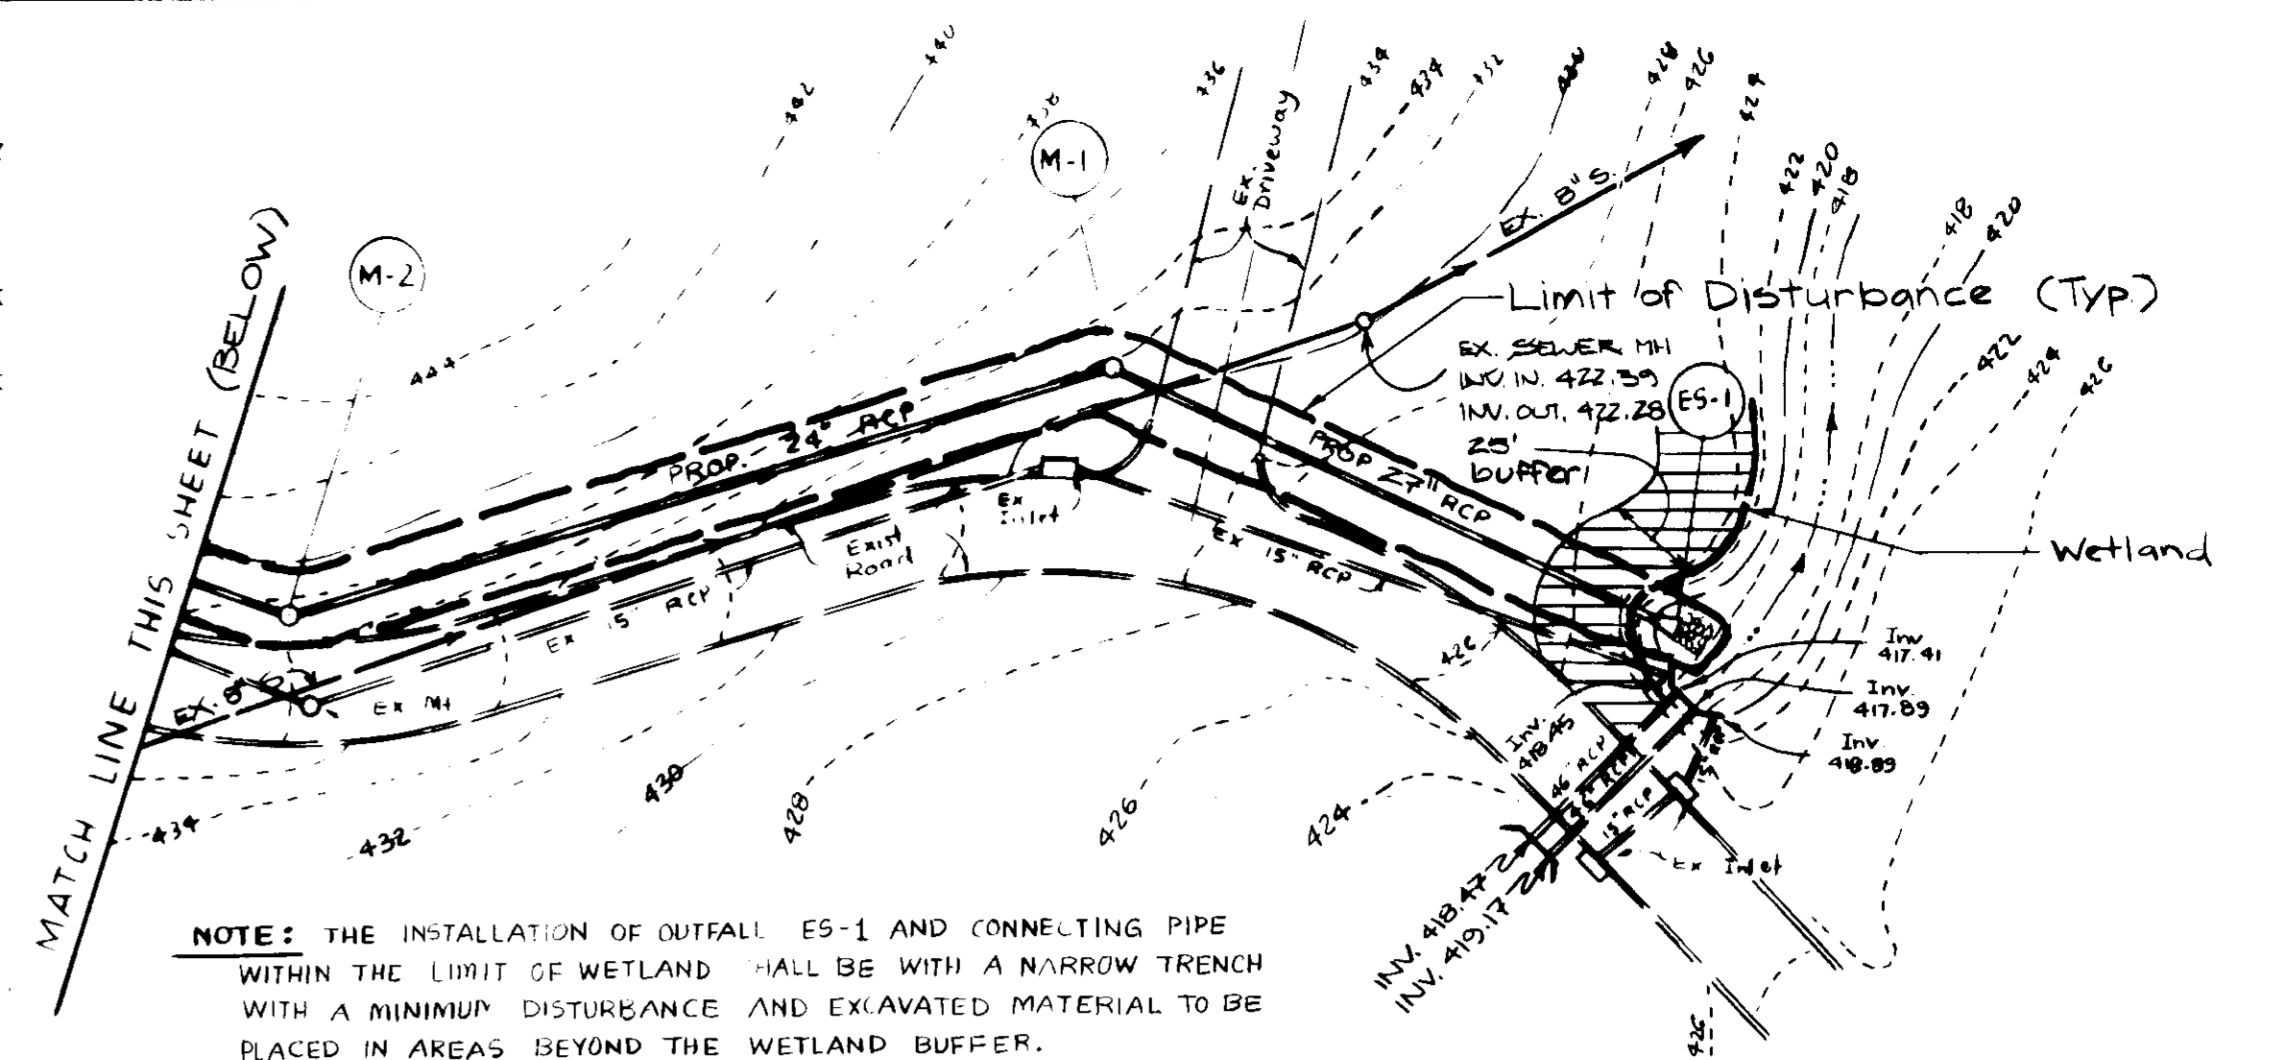 442
440
438
436
434
434
432
430
428
426
424
422
420
418
418
420
422
424
426
M-1
M-2
Ex.
Driveway
EX. 8" S.
Limit of Disturbance (Typ.)
EX. SEWER MH
INV. IN. 422.39
INV. OUT. 422.28
ES-1
25'
buffer
Wetland
444
PROP. 24" RCP
PROP 27" RCP
Ex
Inlet
Exist
Road
EX 15" RCP
Ex 15" RCP
EX. 8" S
Ex MH
426
Inv
417.41
Inv.
417.89
Inv.
418.89
Inv.
418.45
46" RCP
RCP
15" RCP
15"
Ex Inlet
INV. 418.47
INV. 419.17
434
432
430
428
426
424
426
MATCH LINE THIS SHEET (BELOW)
NOTE: THE INSTALLATION OF OUTFALL ES-1 AND CONNECTING PIPE
WITHIN THE LIMIT OF WETLAND HALL BE WITH A NARROW TRENCH
WITH A MINIMUM DISTURBANCE AND EXCAVATED MATERIAL TO BE
PLACED IN AREAS BEYOND THE WETLAND BUFFER.